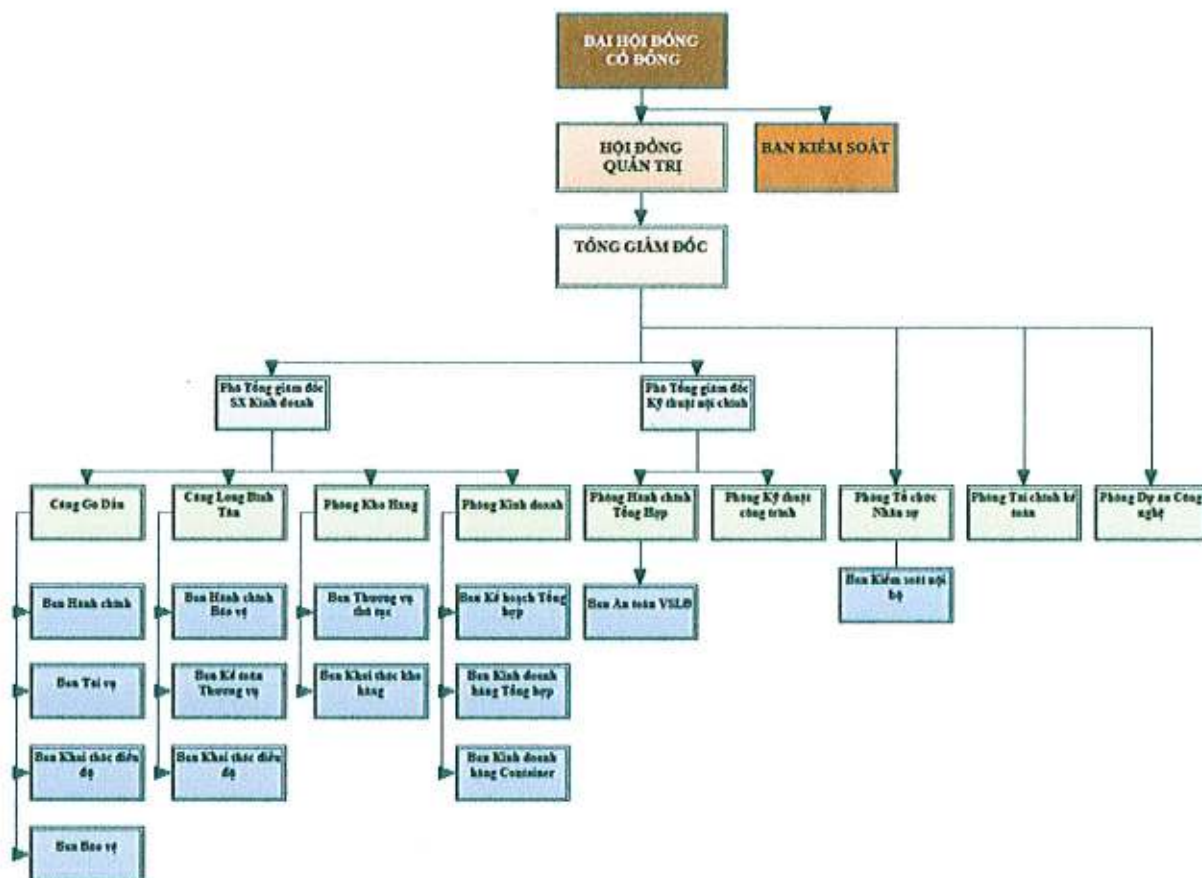 ĐẠI HỘI ĐỒNG
CỔ ĐÔNG
HỘI ĐỒNG
QUẢN TRỊ
BAN KIỂM SOÁT
TỔNG GIÁM ĐỐC
Phó Tổng giám đốc
SX Kinh doanh
Phó Tổng giám đốc
Kỹ thuật nội chính
Cảng Gò Dầu
Cảng Long Bình
Tân
Phòng Kho Hàng
Phòng Kinh doanh
Phòng Hành chính
Tổng Hợp
Phòng Kỹ thuật
công trình
Phòng Tổ chức
Nhân sự
Phòng Tài chính kế
toán
Phòng Dự án Công
nghệ
Ban Hành chính
Ban Hành chính
Bảo vệ
Ban Thương vụ
thủ tục
Ban Kế hoạch Tổng
hợp
Ban An toàn VSLĐ
Ban Kiểm soát nội
bộ
Ban Tài vụ
Ban Kế toán
Thương vụ
Ban Khai thác kho
hàng
Ban Kinh doanh
hàng Tổng hợp
Ban Khai thác điều
độ
Ban Khai thác điều
độ
Ban Kinh doanh
hàng Container
Ban Bảo vệ